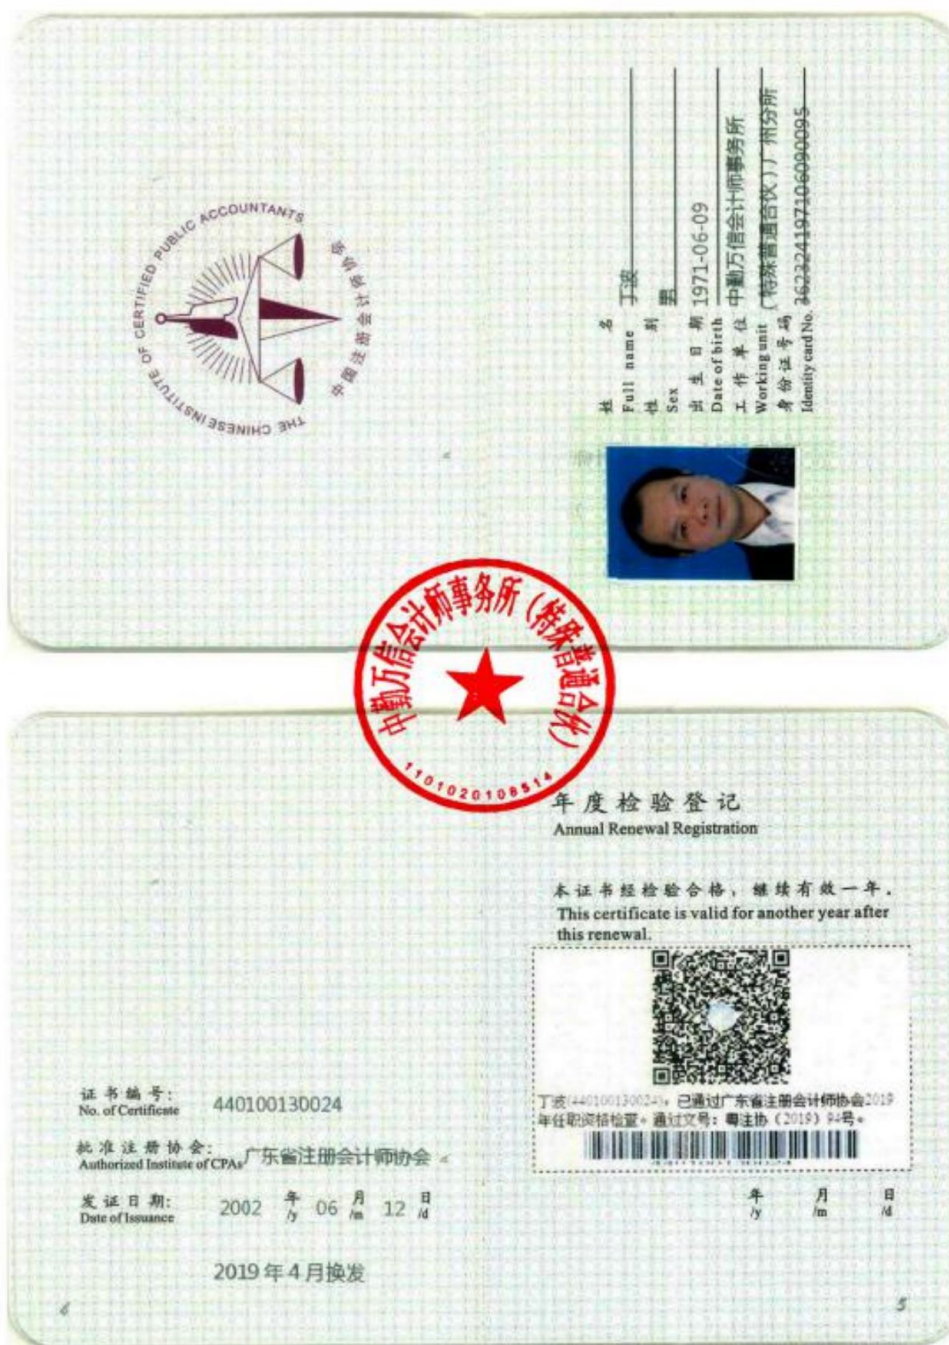 THE CHINESE INSTITUTE OF CERTIFIED PUBLIC ACCOUNTANTS
中国注册会计师协会
姓名 丁波
Full name
性别 男
Sex
出生日期 1971-06-09
Date of birth
工作单位 中勤万信会计师事务所
Working unit (特殊普通合伙)广州分所
身份证号码
Identity card No. 362324197106090095
中勤万信会计师事务所(特殊普通合伙)
1101020108514
年度检验登记
Annual Renewal Registration
本证书经检验合格,继续有效一年。
This certificate is valid for another year after
this renewal.
丁波(440100130024),已通过广东省注册会计师协会2019
年任职资格检查。通过文号:粤注协(2019)94号。
年 月 日
/y /m /d
5
证书编号:
No. of Certificate 440100130024
批准注册协会:
Authorized Institute of CPAs 广东省注册会计师协会
发证日期: 2002 年 06 月 12 日
Date of Issuance /y /m /d
2019年4月换发